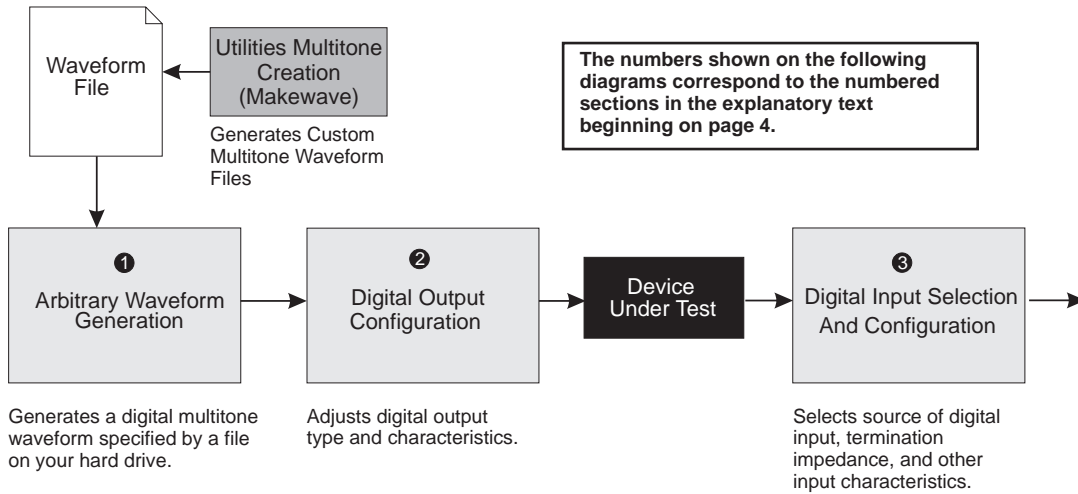 Waveform
File
Utilities Multitone
Creation
(Makewave)
Generates Custom
Multitone Waveform
Files
The numbers shown on the following
diagrams correspond to the numbered
sections in the explanatory text
beginning on page 4.
1
Arbitrary Waveform
Generation
Generates a digital multitone
waveform specified by a file
on your hard drive.
2
Digital Output
Configuration
Adjusts digital output
type and characteristics.
Device
Under Test
3
Digital Input Selection
And Configuration
Selects source of digital
input, termination
impedance, and other
input characteristics.